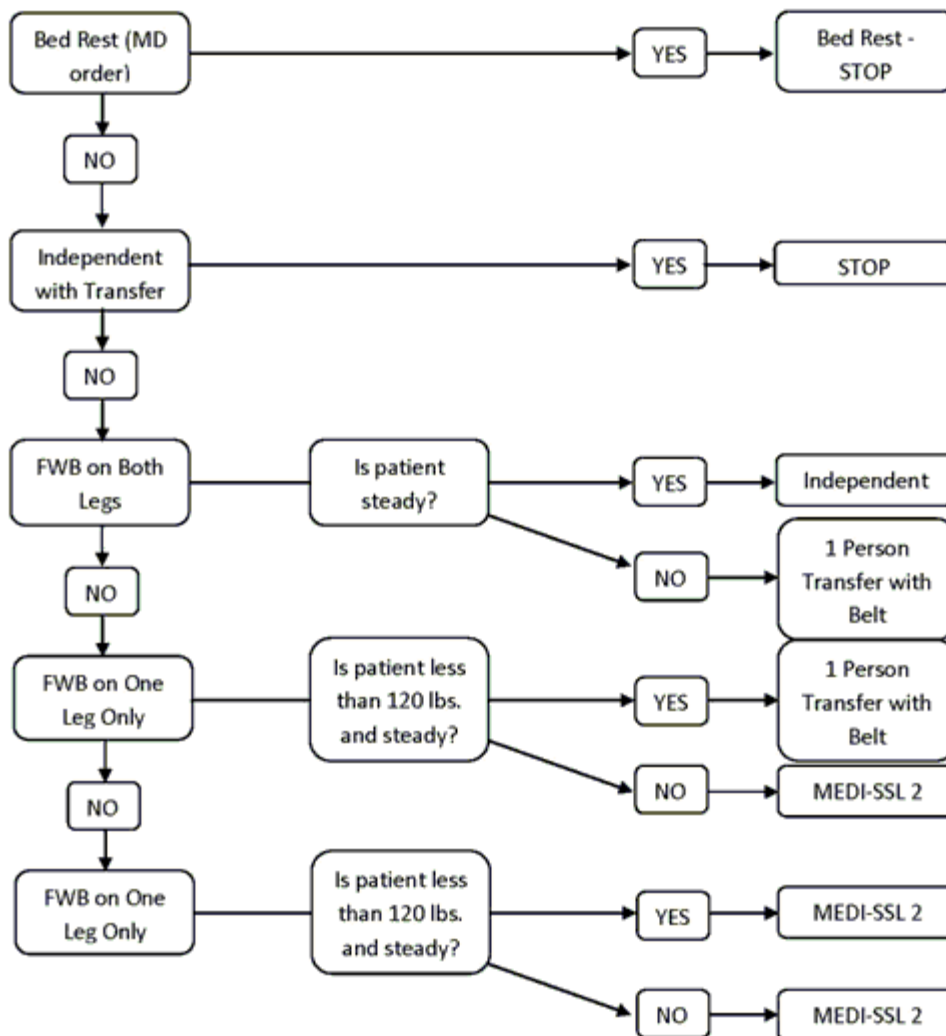 Bed Rest (MD
order)
YES
Bed Rest -
STOP
NO
Independent
with Transfer
YES
STOP
NO
FWB on Both
Legs
Is patient
steady?
YES
Independent
NO
1 Person
Transfer with
Belt
NO
FWB on One
Leg Only
Is patient less
than 120 lbs.
and steady?
YES
1 Person
Transfer with
Belt
NO
MEDI-SSL 2
NO
FWB on One
Leg Only
Is patient less
than 120 lbs.
and steady?
YES
MEDI-SSL 2
NO
MEDI-SSL 2